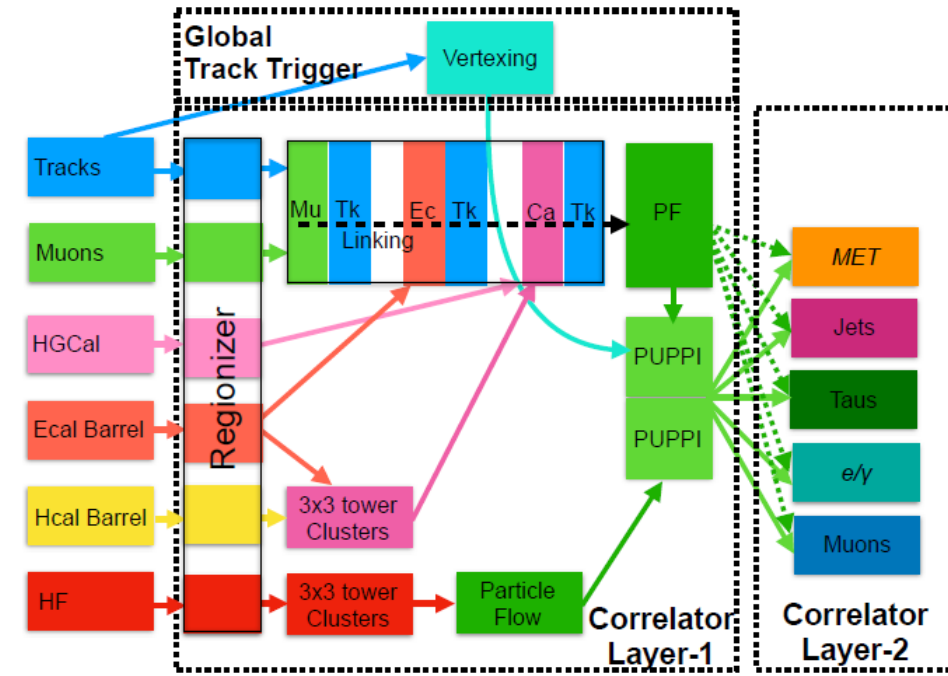 Global
Track Trigger
Vertexing
Tracks
Muons
HGCal
Ecal Barrel
Hcal Barrel
HF
Regionizer
Mu Tk Ec Tk Ca Tk
Linking
PF
PUPPI
PUPPI
3x3 tower
Clusters
3x3 tower
Clusters
Particle
Flow
Correlator
Layer-1
MET
Jets
Taus
e/γ
Muons
Correlator
Layer-2